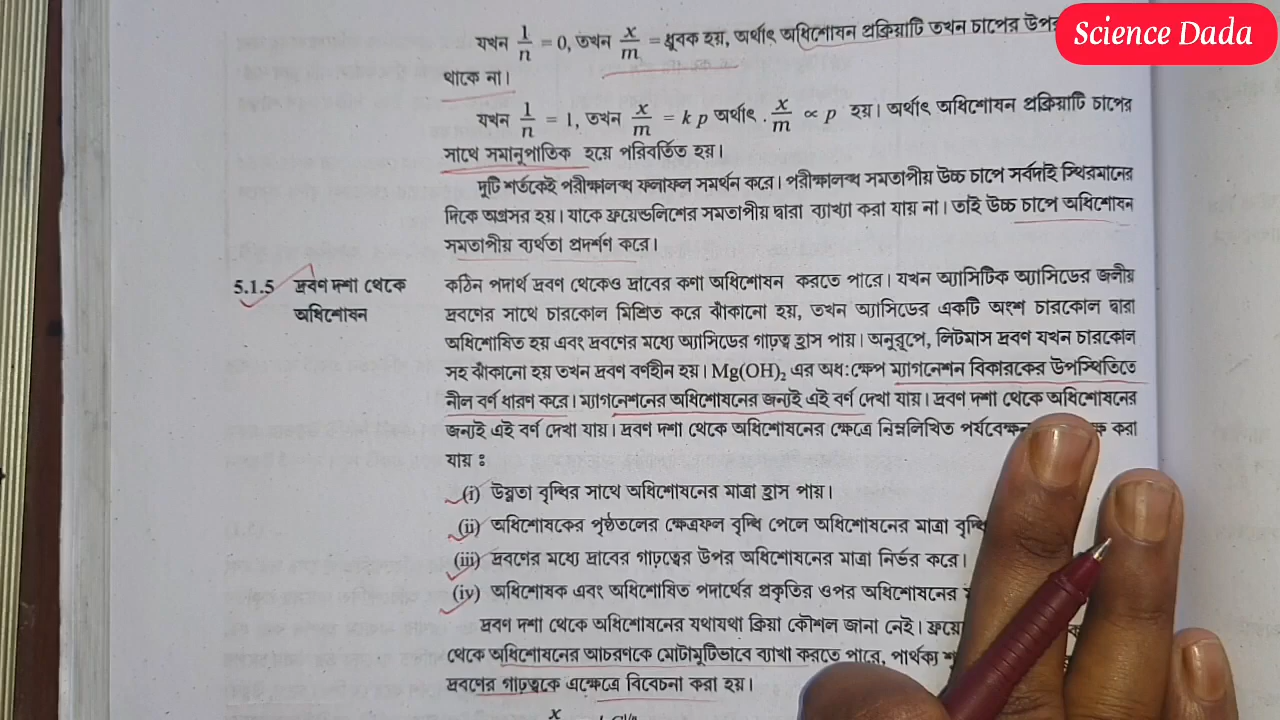 Science Dada
যখন 1/n = 0, তখন x/m = ধ্রুবক হয়, অর্থাৎ অধিশোষন প্রক্রিয়াটি তখন চাপের উপর
থাকে না।
যখন 1/n = 1, তখন x/m = k p অর্থাৎ . x/m ∝ p হয়। অর্থাৎ অধিশোষন প্রক্রিয়াটি চাপের
সাথে সমানুপাতিক হয়ে পরিবর্তিত হয়।
দুটি শর্তকেই পরীক্ষালব্ধ ফলাফল সমর্থন করে। পরীক্ষালব্ধ সমতাপীয় উচ্চ চাপে সর্বদাই স্থিরমানের
দিকে অগ্রসর হয়। যাকে ফ্রয়েন্ডলিশের সমতাপীয় দ্বারা ব্যাখ্যা করা যায় না। তাই উচ্চ চাপে অধিশোষন
সমতাপীয় ব্যর্থতা প্রদর্শণ করে।
5.1.5 দ্রবণ দশা থেকে
অধিশোষন
কঠিন পদার্থ দ্রবণ থেকেও দ্রাবের কণা অধিশোষন করতে পারে। যখন অ্যাসিটিক অ্যাসিডের জলীয়
দ্রবণের সাথে চারকোল মিশ্রিত করে ঝাঁকানো হয়, তখন অ্যাসিডের একটি অংশ চারকোল দ্বারা
অধিশোষিত হয় এবং দ্রবণের মধ্যে অ্যাসিডের গাঢ়ত্ব হ্রাস পায়। অনুরূপে, লিটমাস দ্রবণ যখন চারকোল
সহ ঝাঁকানো হয় তখন দ্রবণ বর্ণহীন হয়। Mg(OH)₂ এর অধ:ক্ষেপ ম্যাগনেশন বিকারকের উপস্থিতিতে
নীল বর্ণ ধারণ করে। ম্যাগনেশনের অধিশোষনের জন্যই এই বর্ণ দেখা যায়। দ্রবণ দশা থেকে অধিশোষনের
জন্যই এই বর্ণ দেখা যায়। দ্রবণ দশা থেকে অধিশোষনের ক্ষেত্রে নিম্নলিখিত করা
যায় ঃ
(i) উষ্ণতা বৃদ্ধির সাথে অধিশোষনের মাত্রা হ্রাস পায়।
(ii) অধিশোষকের পৃষ্ঠতলের ক্ষেত্রফল বৃদ্ধি পেলে অধিশোষনের মাত্রা
(iii) দ্রবণের মধ্যে দ্রাবের গাঢ়ত্বের উপর অধিশোষনের মাত্রা নির্ভর করে।
(iv) অধিশোষক এবং অধিশোষিত পদার্থের প্রকৃতির ওপর অধিশোষনের
দ্রবণ দশা থেকে অধিশোষনের যথাযথা ক্রিয়া কৌশল জানা নেই।
থেকে অধিশোষনের আচরণকে মোটামুটিভাবে ব্যাখা করতে পারে, পার্থক্য
দ্রবণের গাঢ়ত্বকে এক্ষেত্রে বিবেচনা করা হয়।